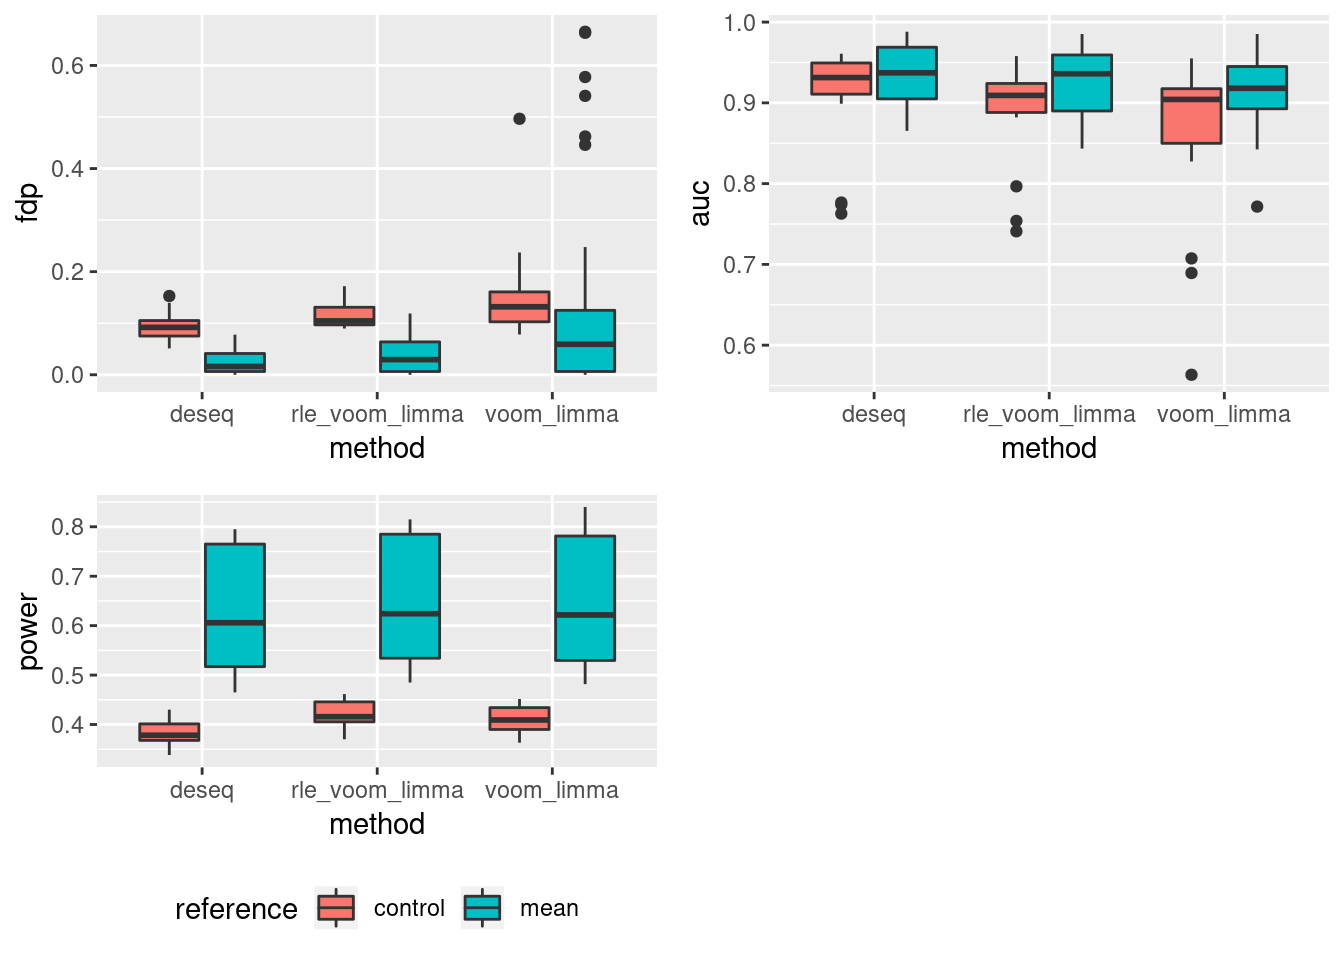 fdp
0.6
0.4
0.2
0.0
deseq rle_voom_limma voom_limma
method
auc
1.0
0.9
0.8
0.7
0.6
deseq rle_voom_limma voom_limma
method
power
0.8
0.7
0.6
0.5
0.4
deseq rle_voom_limma voom_limma
method
reference control mean